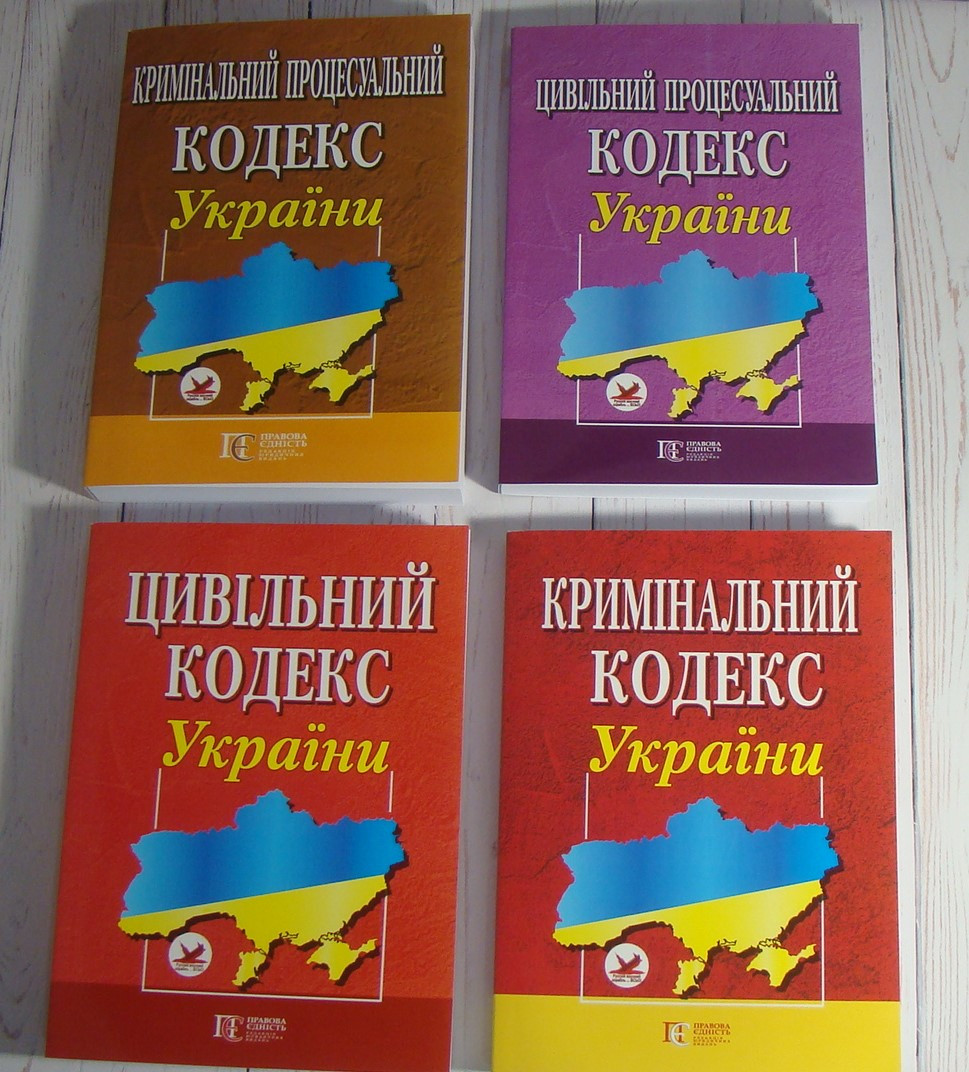 КРИМІНАЛЬНИЙ ПРОЦЕСУАЛЬНИЙ
КОДЕКС
України
ПРАВОВА
ЄДНІСТЬ
ЦИВІЛЬНИЙ ПРОЦЕСУАЛЬНИЙ
КОДЕКС
України
ПРАВОВА
ЄДНІСТЬ
ЦИВІЛЬНИЙ
КОДЕКС
України
ПРАВОВА
ЄДНІСТЬ
КРИМІНАЛЬНИЙ
КОДЕКС
України
ПРАВОВА
ЄДНІСТЬ